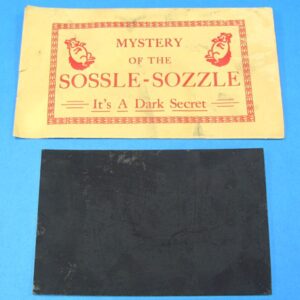 MYSTERY
OF THE
SOSSLE-SOZZLE
It's A Dark Secret